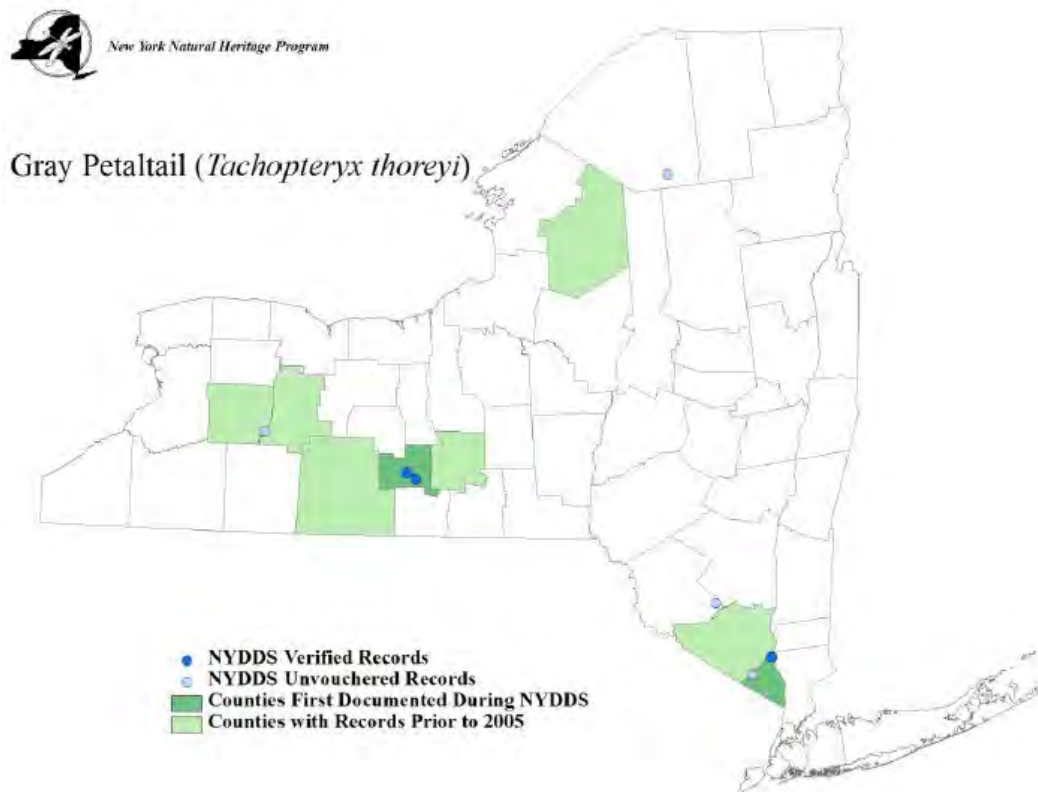 New York Natural Heritage Program
Gray Petaltail (Tachopteryx thoreyi)
NYDDS Verified Records
NYDDS Unvouchered Records
Counties First Documented During NYDDS
Counties with Records Prior to 2005